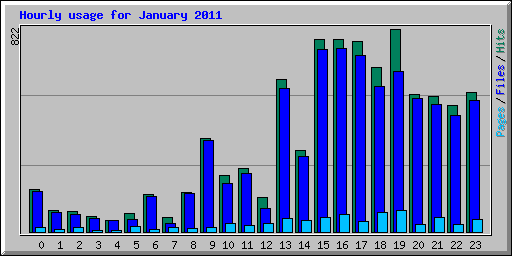 Hourly usage for January 2011
822
Pages / Files / Hits
0 1 2 3 4 5 6 7 8 9 10 11 12 13 14 15 16 17 18 19 20 21 22 23